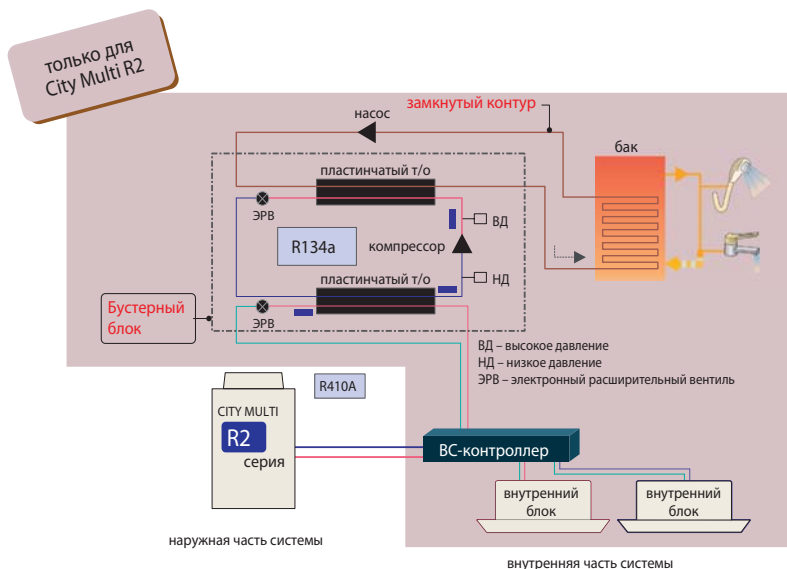 только для
City Multi R2
насос
замкнутый контур
бак
пластинчатый т/о
ЭРВ
ВД
R134a
компрессор
НД
пластинчатый т/о
Бустерный
блок
ЭРВ
ВД – высокое давление
НД – низкое давление
ЭРВ – электронный расширительный вентиль
R410A
CITY MULTI
R2
серия
BC-контроллер
внутренний
блок
внутренний
блок
наружная часть системы
внутренняя часть системы